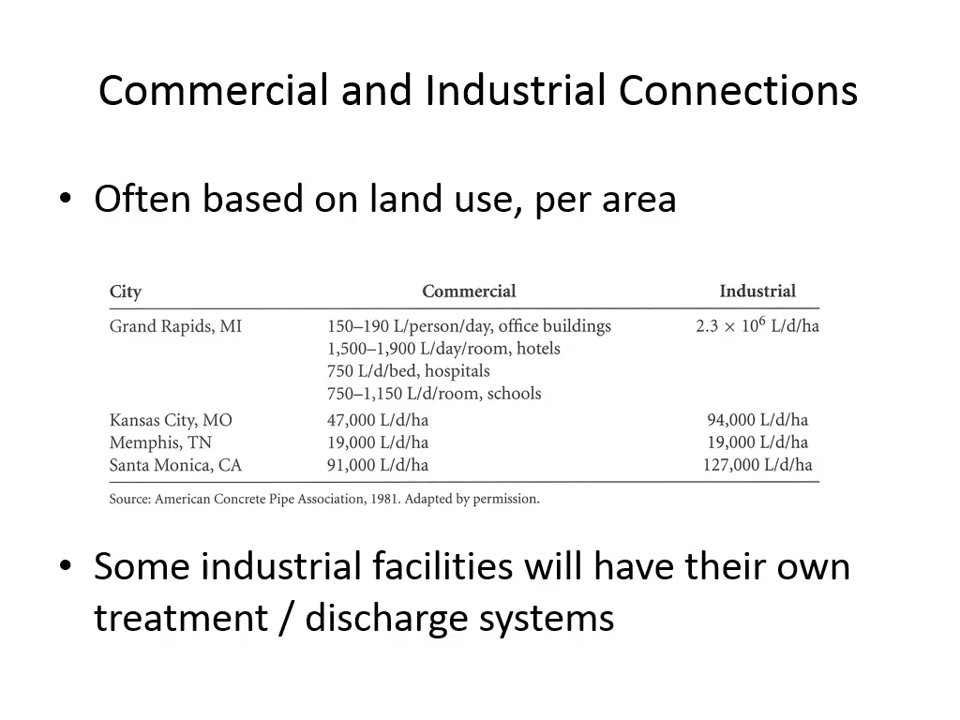 Commercial and Industrial Connections
• Often based on land use, per area
City Commercial Industrial
Grand Rapids, MI 150–190 L/person/day, office buildings 2.3 × 10⁶ L/d/ha
1,500–1,900 L/day/room, hotels
750 L/d/bed, hospitals
750–1,150 L/d/room, schools
Kansas City, MO 47,000 L/d/ha 94,000 L/d/ha
Memphis, TN 19,000 L/d/ha 19,000 L/d/ha
Santa Monica, CA 91,000 L/d/ha 127,000 L/d/ha
Source: American Concrete Pipe Association, 1981. Adapted by permission.
• Some industrial facilities will have their own
treatment / discharge systems